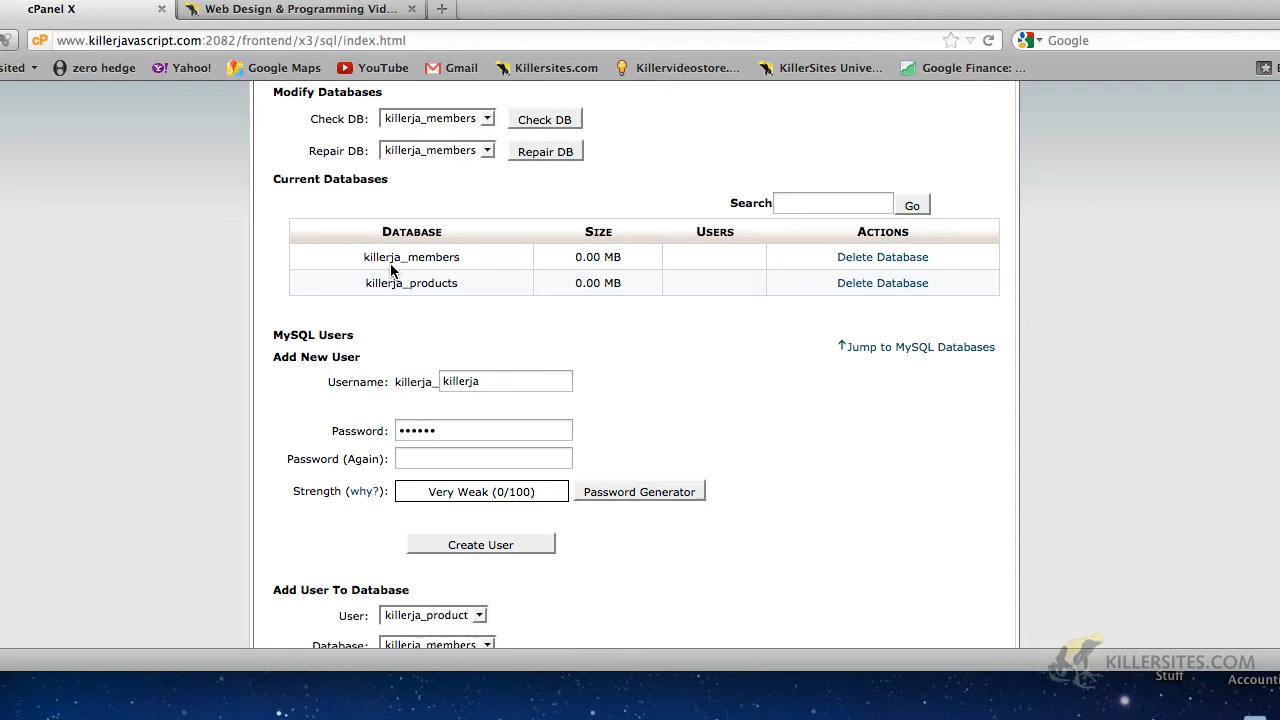 cPanel X
Web Design & Programming Vid...
www.killerjavascript.com:2082/frontend/x3/sql/index.html
Google
sited
zero hedge
Yahoo!
Google Maps
YouTube
Gmail
Killersites.com
Killervideostore....
KillerSites Unive...
Google Finance: ...
Modify Databases
Check DB: killerja_members Check DB
Repair DB: killerja_members Repair DB
Current Databases
Search Go
DATABASE SIZE USERS ACTIONS
killerja_members 0.00 MB Delete Database
killerja_products 0.00 MB Delete Database
MySQL Users
Jump to MySQL Databases
Add New User
Username: killerja_ killerja
Password: ••••••
Password (Again):
Strength (why?): Very Weak (0/100) Password Generator
Create User
Add User To Database
User: killerja_product
Database: killerja_members
KILLERSITES.COM
Stuff
Accounti